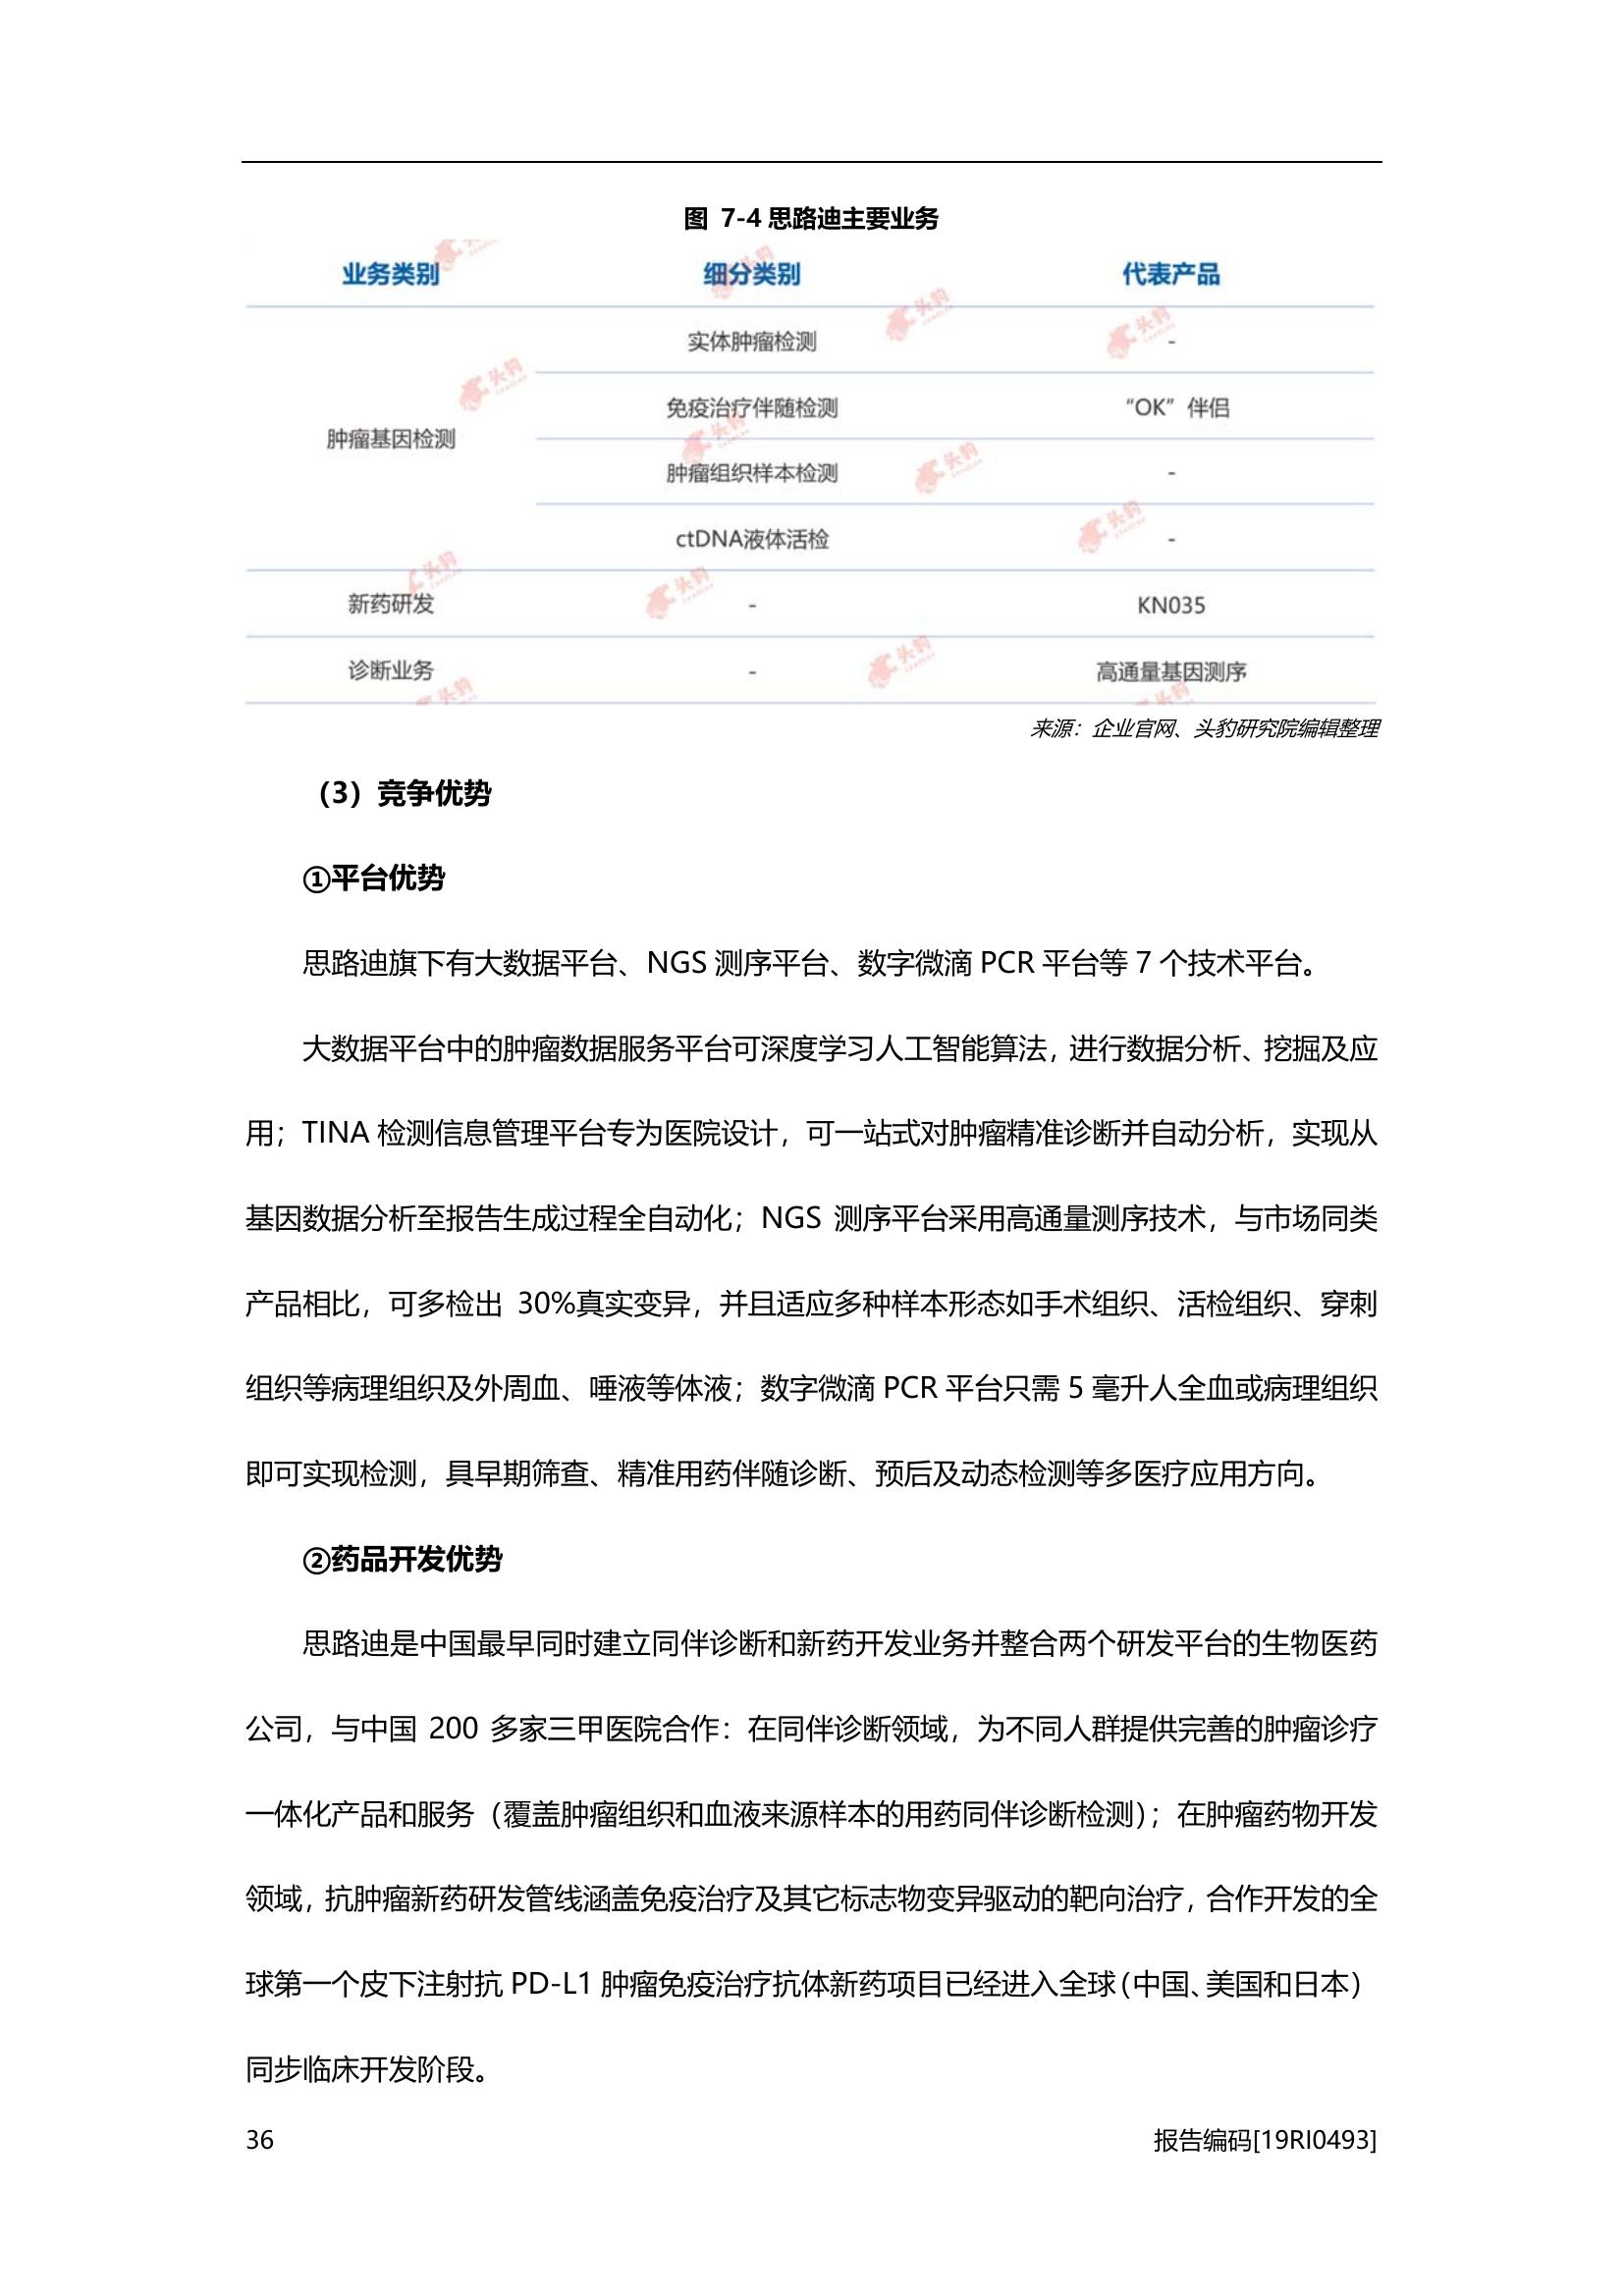 图 7-4 思路迪主要业务
业务类别 细分类别 代表产品
实体肿瘤检测 -
免疫治疗伴随检测 “OK”伴侣
肿瘤基因检测
肿瘤组织样本检测 -
ctDNA液体活检 -
新药研发 - KN035
诊断业务 - 高通量基因测序
来源：企业官网、头豹研究院编辑整理
（3）竞争优势
①平台优势
思路迪旗下有大数据平台、NGS 测序平台、数字微滴 PCR 平台等 7 个技术平台。
大数据平台中的肿瘤数据服务平台可深度学习人工智能算法，进行数据分析、挖掘及应
用；TINA 检测信息管理平台专为医院设计，可一站式对肿瘤精准诊断并自动分析，实现从
基因数据分析至报告生成过程全自动化；NGS 测序平台采用高通量测序技术，与市场同类
产品相比，可多检出 30%真实变异，并且适应多种样本形态如手术组织、活检组织、穿刺
组织等病理组织及外周血、唾液等体液；数字微滴 PCR 平台只需 5 毫升人全血或病理组织
即可实现检测，具早期筛查、精准用药伴随诊断、预后及动态检测等多医疗应用方向。
②药品开发优势
思路迪是中国最早同时建立同伴诊断和新药开发业务并整合两个研发平台的生物医药
公司，与中国 200 多家三甲医院合作：在同伴诊断领域，为不同人群提供完善的肿瘤诊疗
一体化产品和服务（覆盖肿瘤组织和血液来源样本的用药同伴诊断检测）；在肿瘤药物开发
领域，抗肿瘤新药研发管线涵盖免疫治疗及其它标志物变异驱动的靶向治疗，合作开发的全
球第一个皮下注射抗 PD-L1 肿瘤免疫治疗抗体新药项目已经进入全球（中国、美国和日本）
同步临床开发阶段。
36 报告编码[19RI0493]